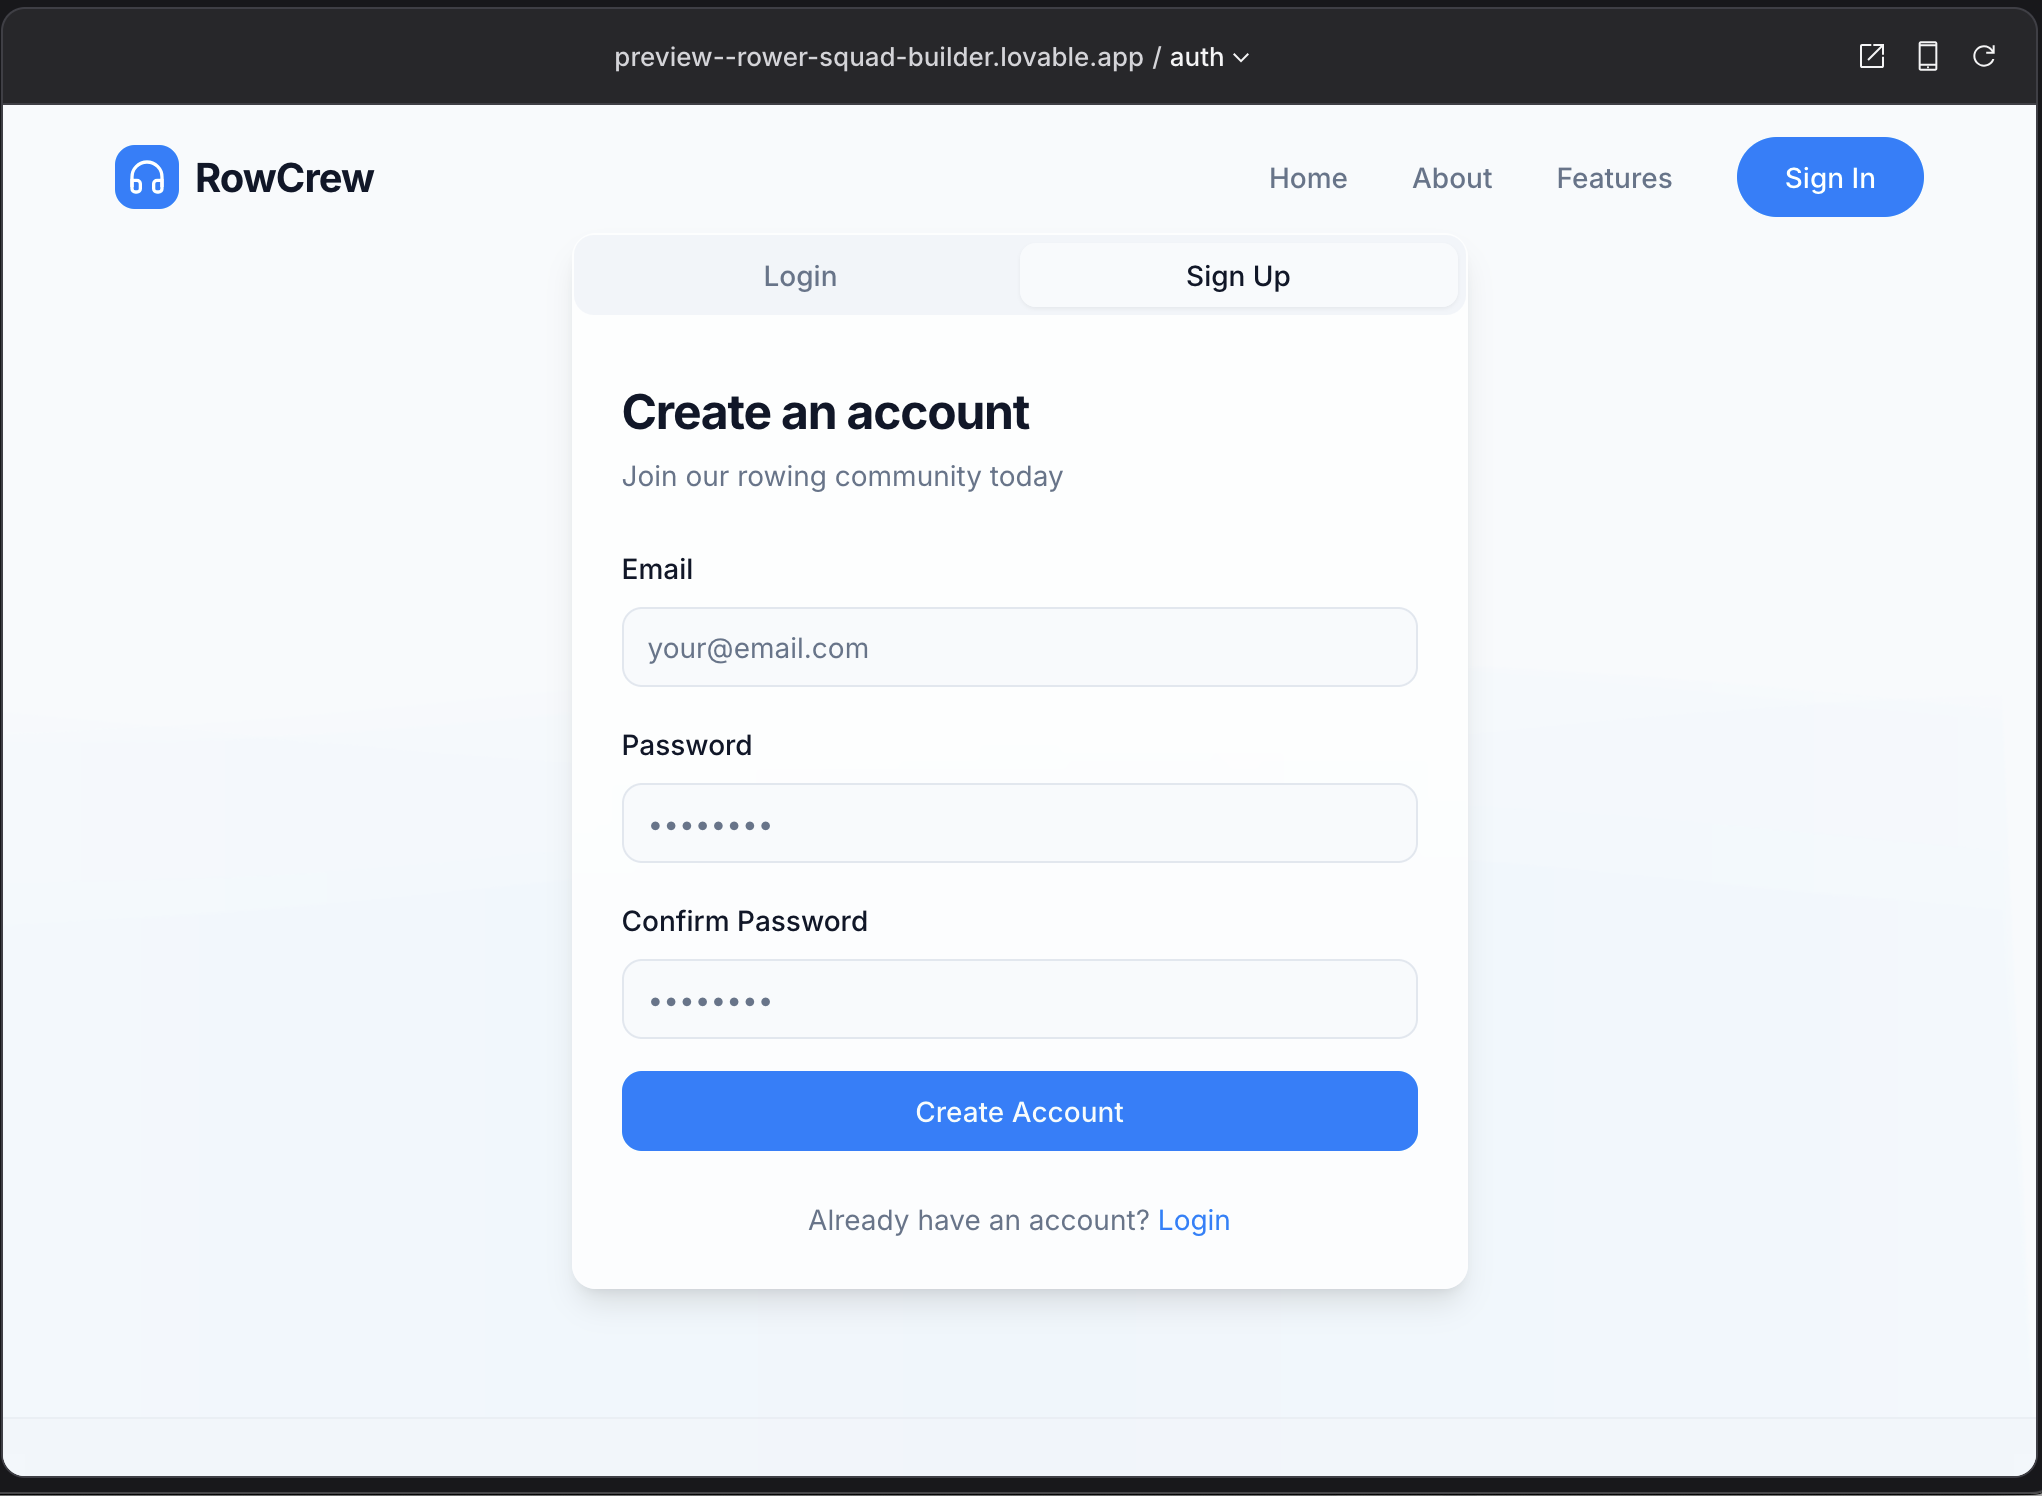 preview--rower-squad-builder.lovable.app / auth
RowCrew
Home About Features Sign In
Login Sign Up
Create an account
Join our rowing community today
Email
your@email.com
Password
••••••••
Confirm Password
••••••••
Create Account
Already have an account? Login